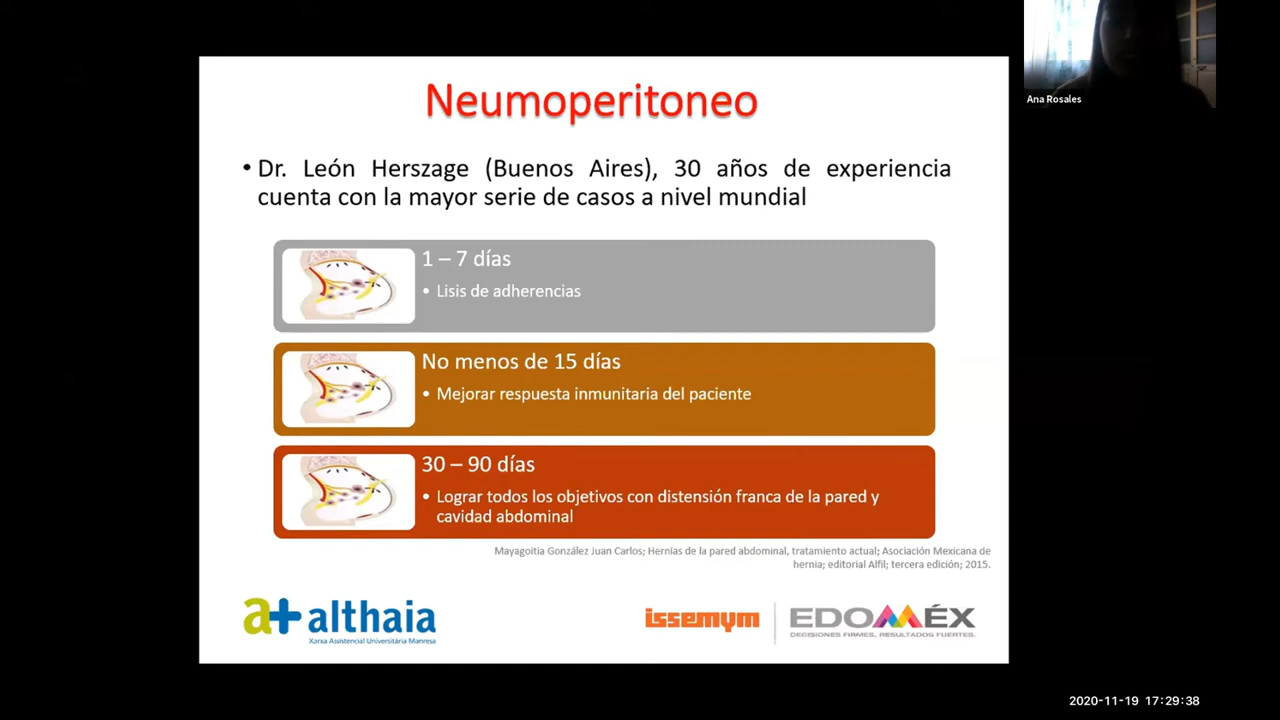 Neumoperitoneo
Ana Rosales
• Dr. León Herszage (Buenos Aires), 30 años de experiencia
cuenta con la mayor serie de casos a nivel mundial
1 – 7 días
• Lisis de adherencias
No menos de 15 días
• Mejorar respuesta inmunitaria del paciente
30 – 90 días
• Lograr todos los objetivos con distensión franca de la pared y
cavidad abdominal
Mayagoitia González Juan Carlos; Hernias de la pared abdominal, tratamiento actual; Asociación Mexicana de
hernia; editorial Alfil; tercera edición; 2015.
a+ althaia
Xarxa Assistencial Universitària Manresa
issemym
EDOMÉX
DECISIONES FIRMES, RESULTADOS FUERTES.
2020-11-19 17:29:38